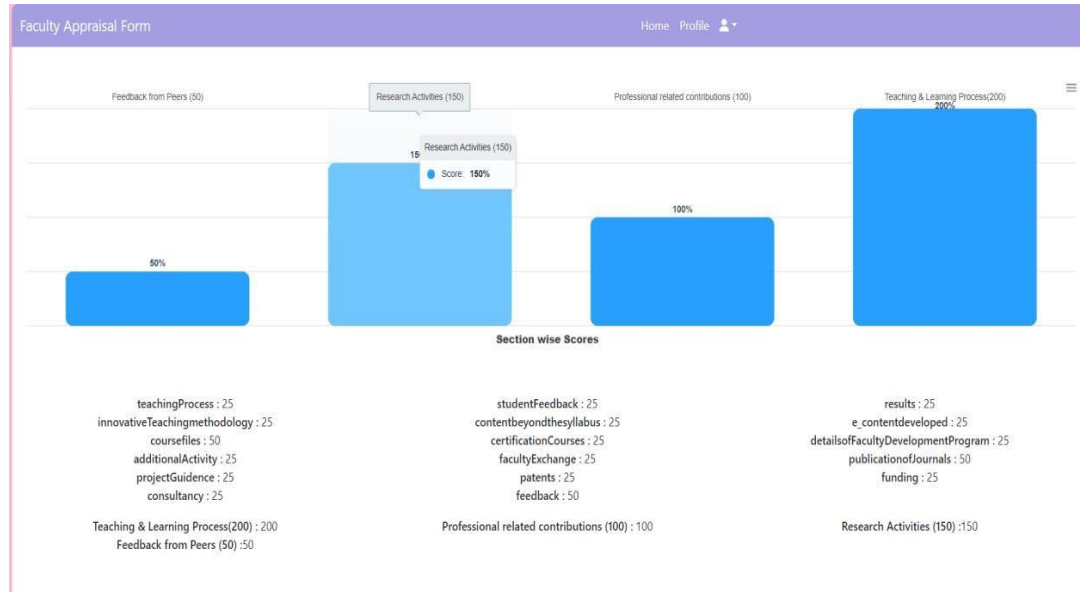 Faculty Appraisal Form
Home Profile
Feedback from Peers (50)
Research Activities (150)
Professional related contributions (100)
Teaching & Learning Process(200)
200%
Research Activities (150)
Score: 150%
100%
50%
Section wise Scores
teachingProcess : 25
innovativeTeachingmethodology : 25
coursefiles : 50
additionalActivity : 25
projectGuidence : 25
consultancy : 25
studentFeedback : 25
contentbeyondthesyllabus : 25
certificationCourses : 25
facultyExchange : 25
patents : 25
feedback : 50
results : 25
e_contentdeveloped : 25
detailsofFacultyDevelopmentProgram : 25
publicationofJournals : 50
funding : 25
Teaching & Learning Process(200) : 200
Feedback from Peers (50) :50
Professional related contributions (100) : 100
Research Activities (150) :150